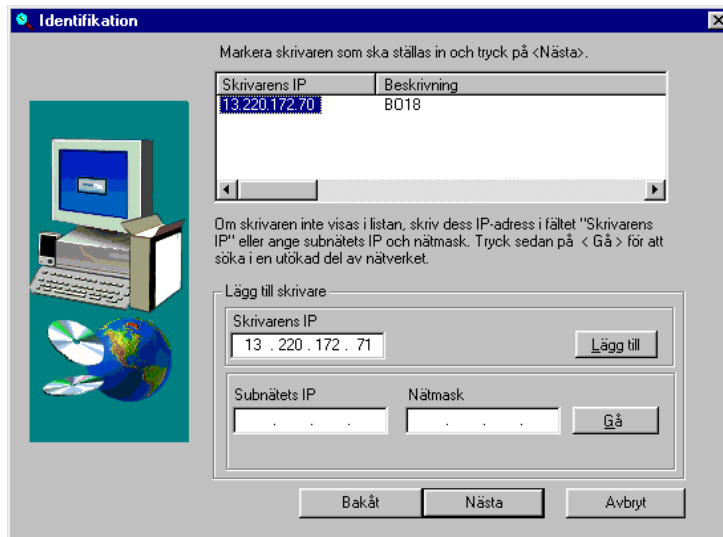 Identifikation
Markera skrivaren som ska ställas in och tryck på <Nästa>.
Skrivarens IP Beskrivning
13.220.172.70 BO18
Om skrivaren inte visas i listan, skriv dess IP-adress i fältet "Skrivarens
IP" eller ange subnätets IP och nätmask. Tryck sedan på < Gå > för att
söka i en utökad del av nätverket.
Lägg till skrivare
Skrivarens IP
13 . 220 . 172 . 71 Lägg till
Subnätets IP Nätmask
. . . . . . Gå
Bakåt Nästa Avbryt